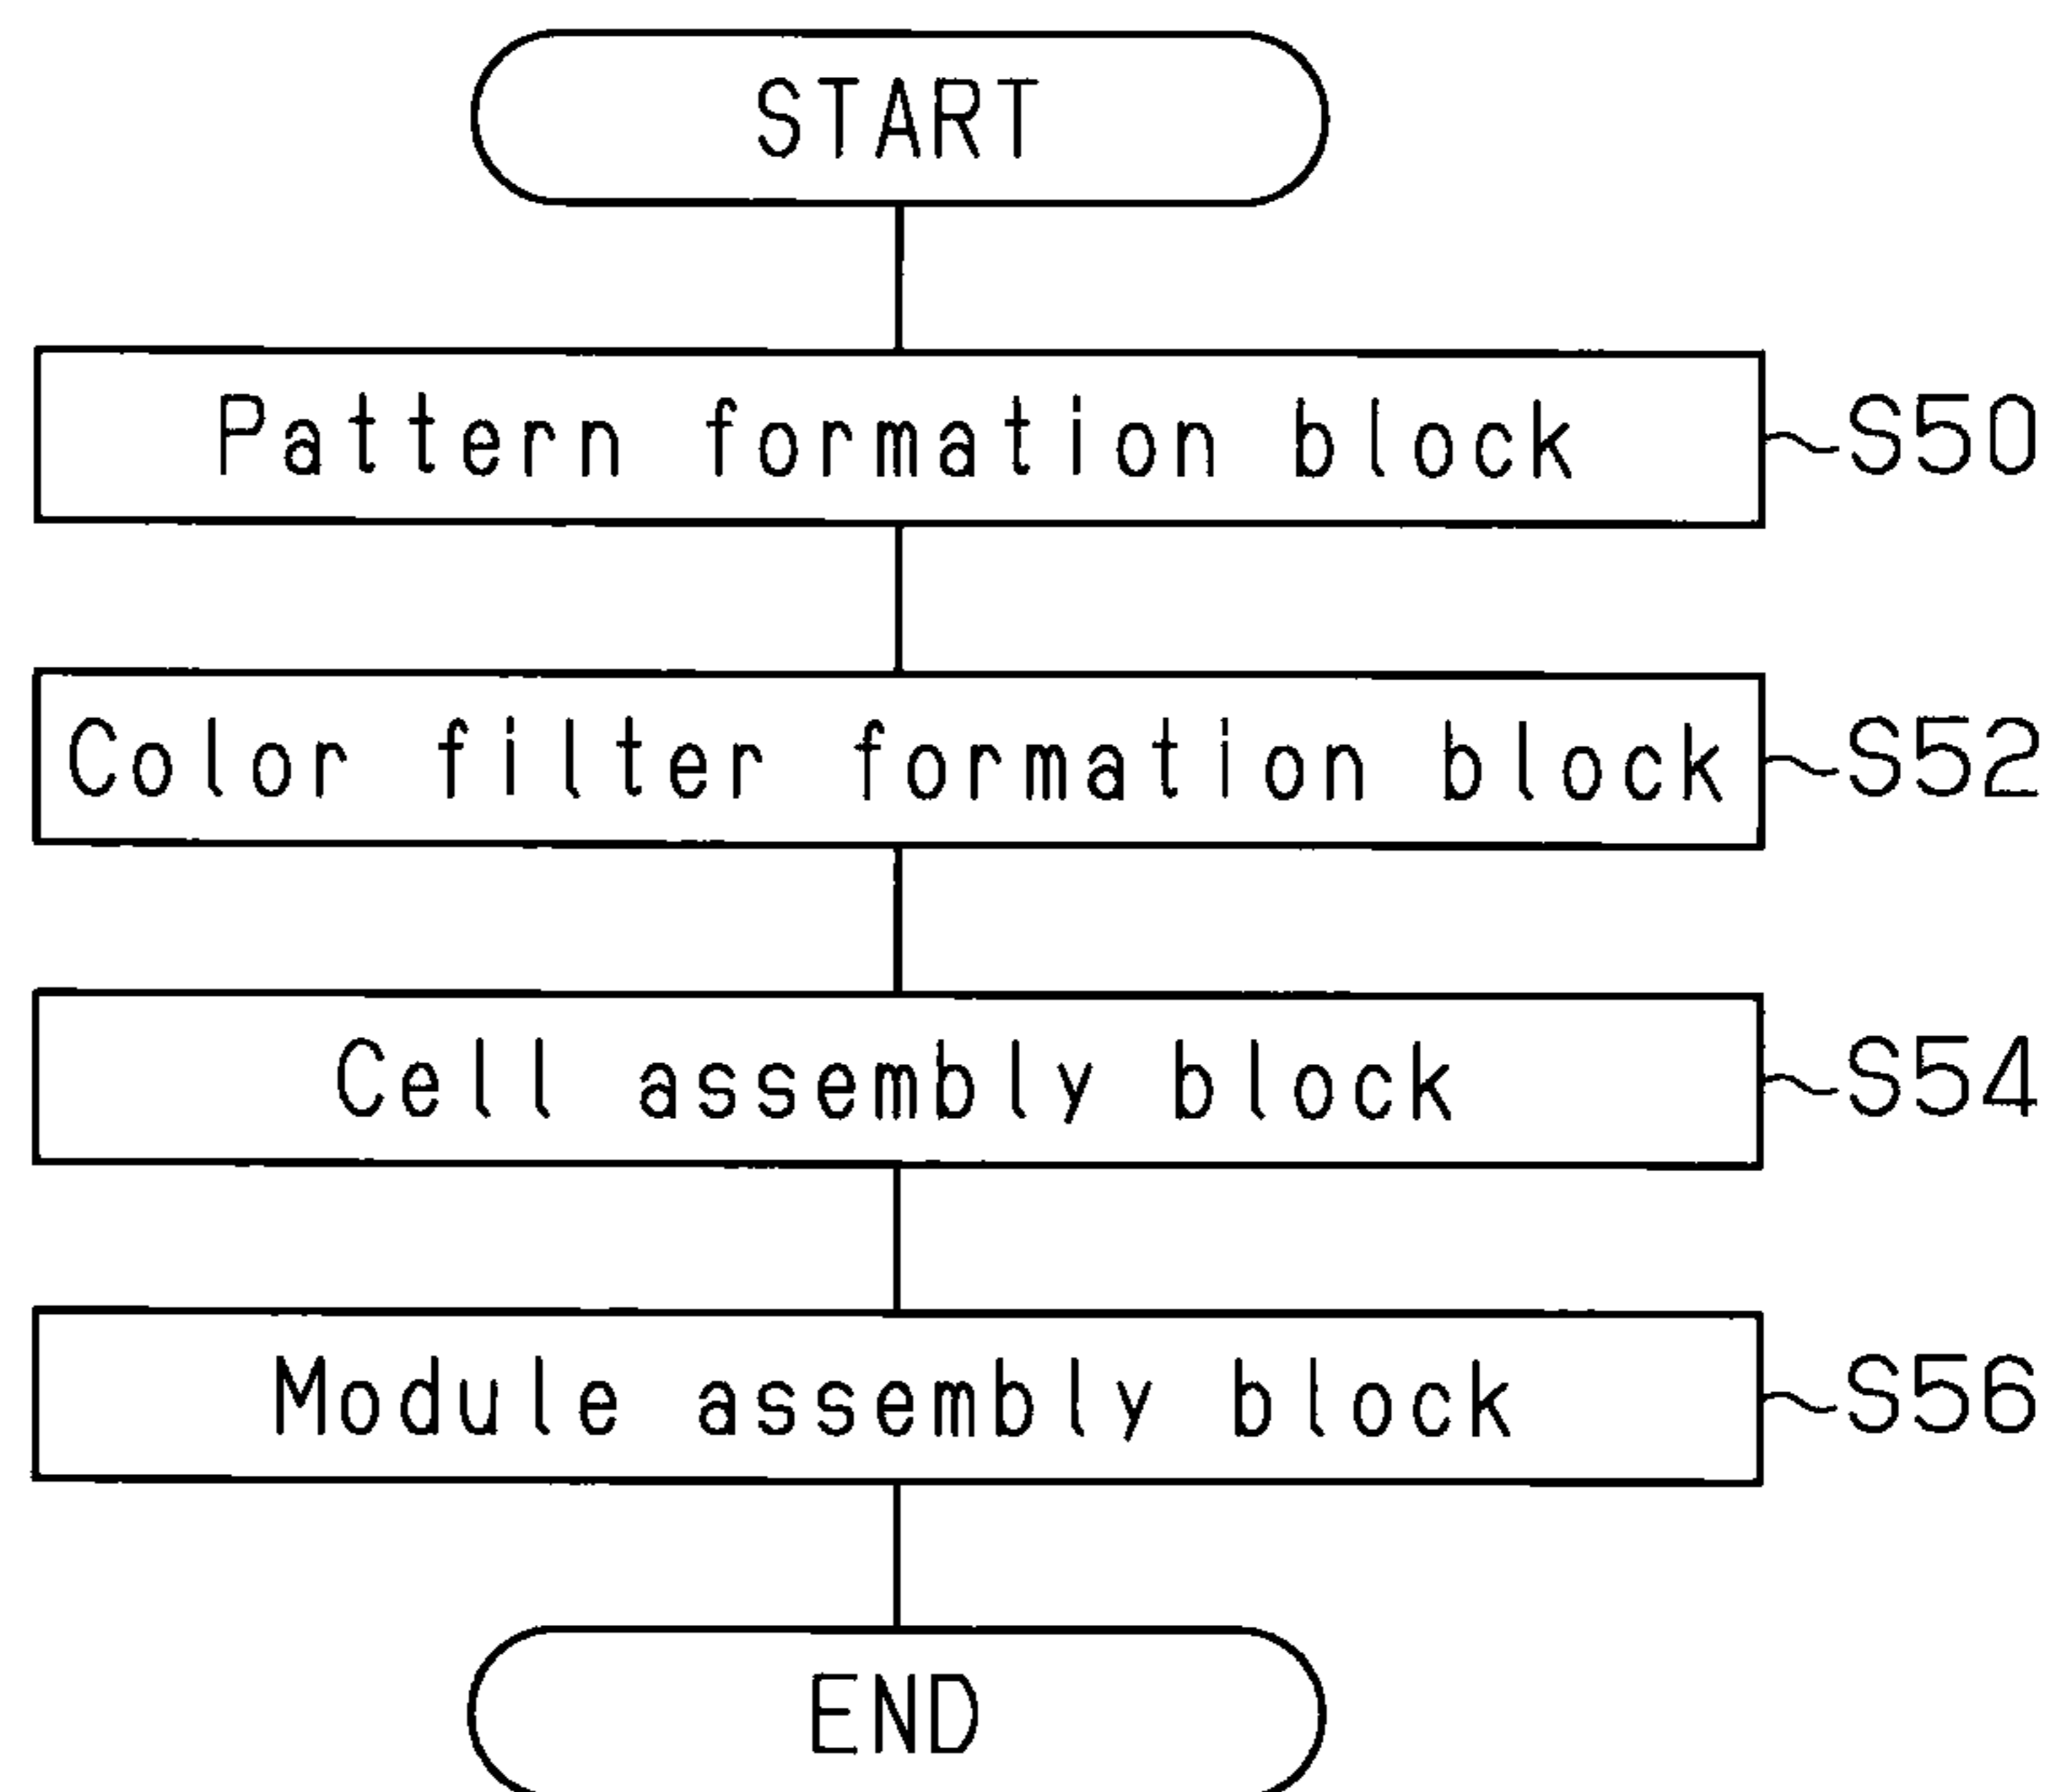 START
Pattern formation block S50
Color filter formation block S52
Cell assembly block S54
Module assembly block S56
END